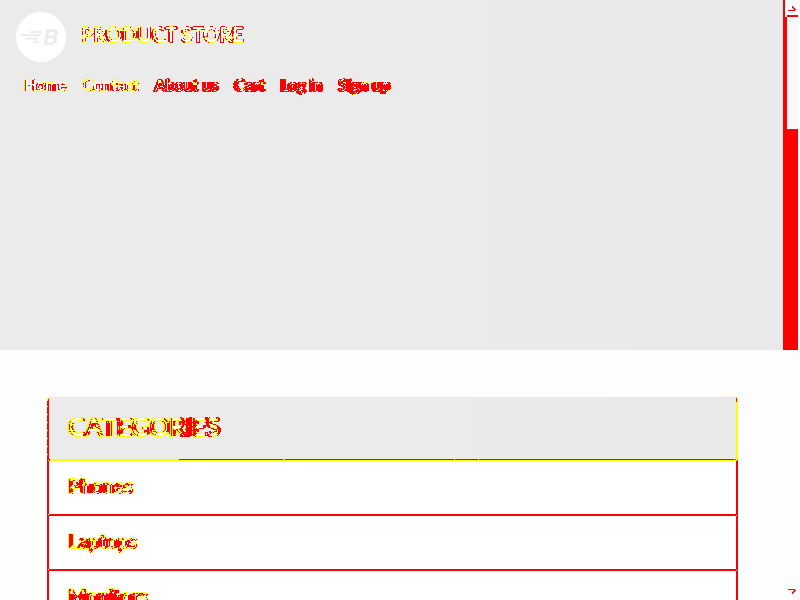 B
PRODUCT STORE
Home Contact About us Cart Log in Sign up
CATEGORIES
Phones
Laptops
Monitors